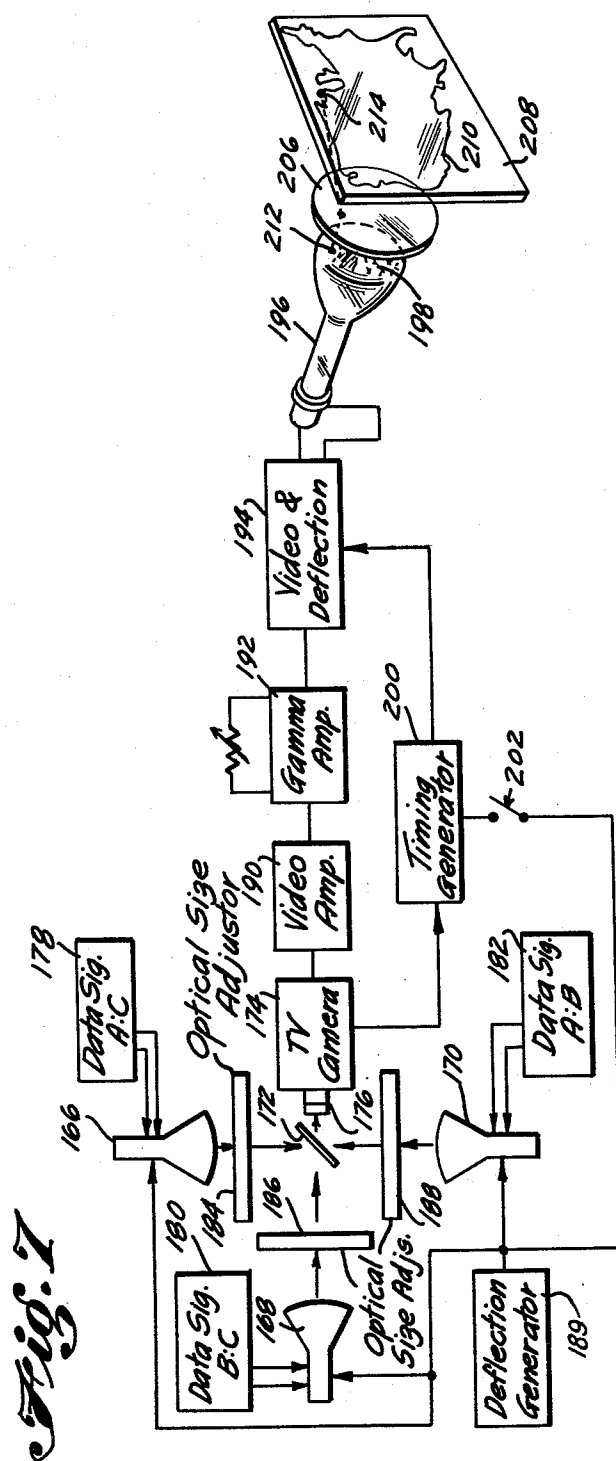 Fig. 7
178
Data Sig.
A:C
166
184
Optical Size
Adjustor
180
Data Sig.
B:C
168
186
Optical
Size Adjs.
172
176
174
TV
Camera
188
170
182
Data Sig.
A:B
Deflection
Generator
189
190
Video
Amp.
192
Gamma
Amp.
194
Video &
Deflection
200
Timing
Generator
202
196
198
212
206
214
210
208